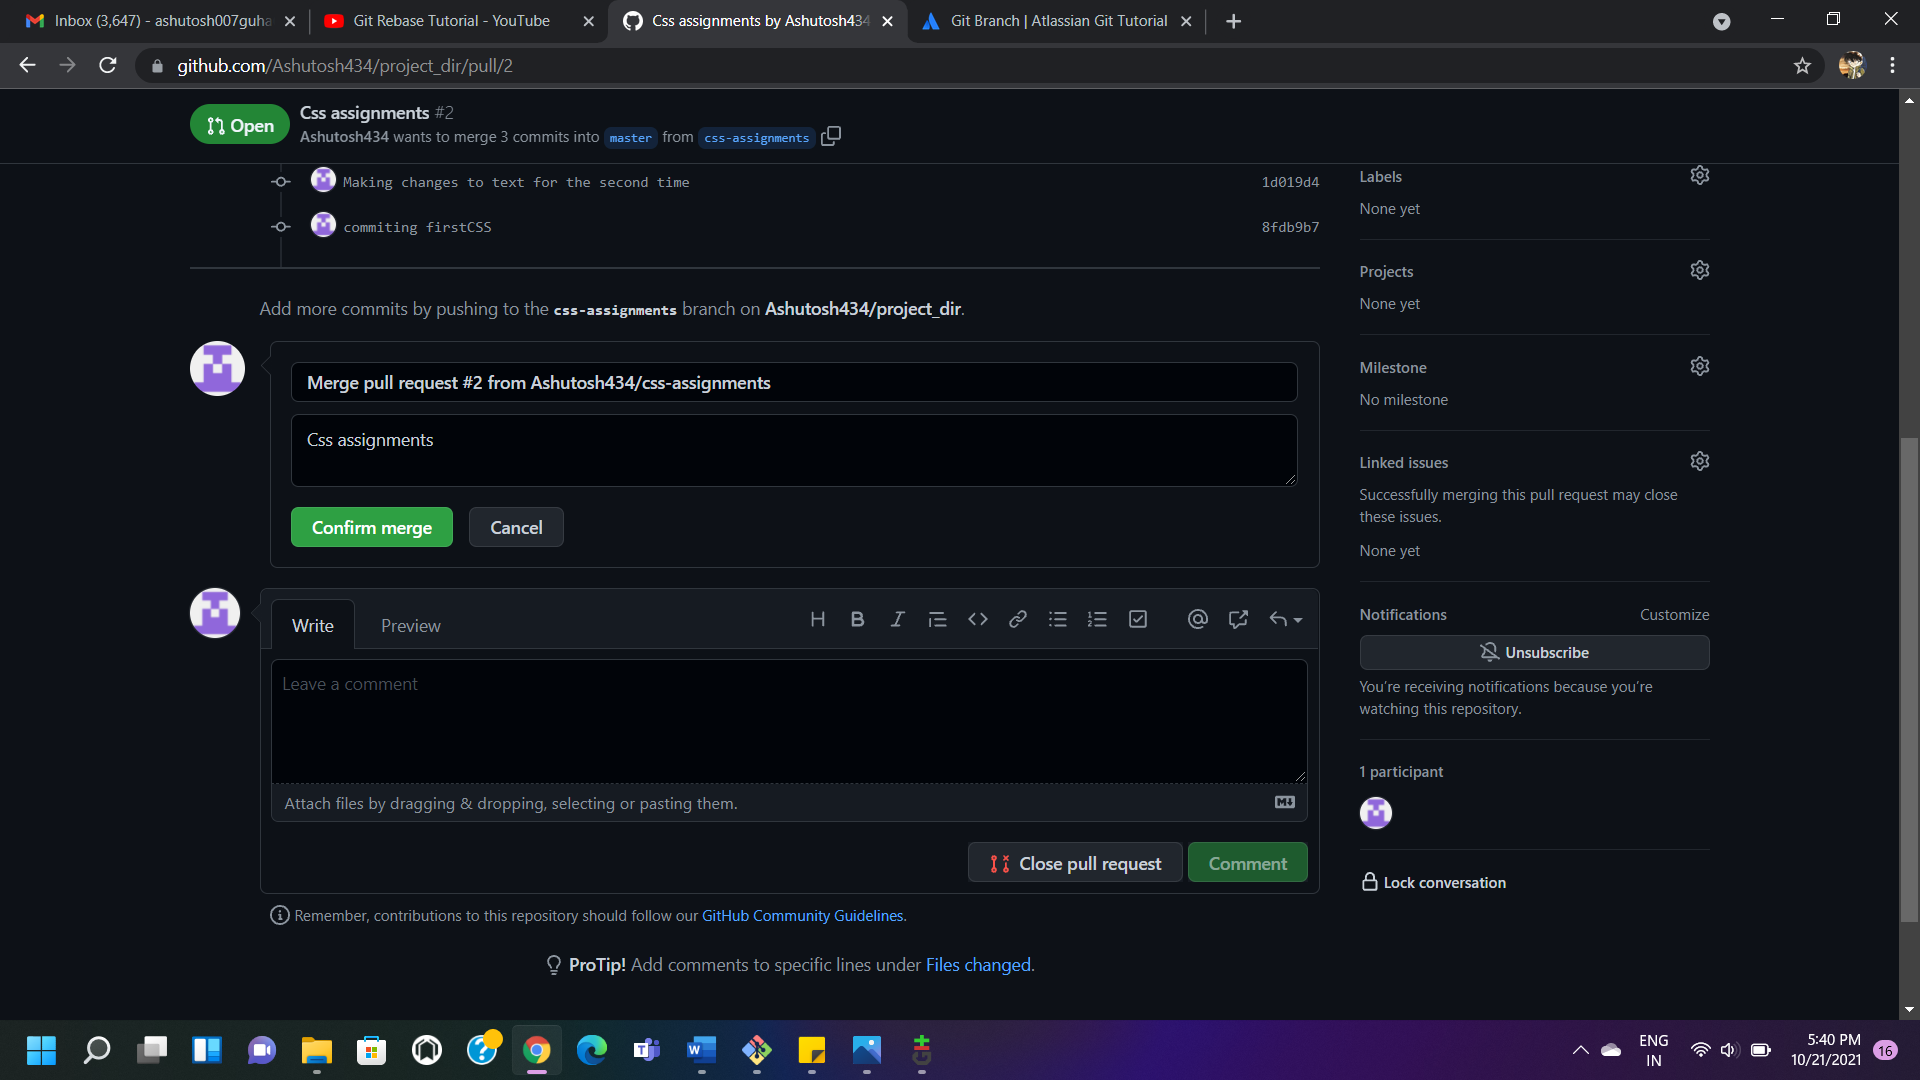 Inbox (3,647) - ashutosh007guha
Git Rebase Tutorial - YouTube
Css assignments by Ashutosh434
Git Branch | Atlassian Git Tutorial
github.com/Ashutosh434/project_dir/pull/2
Open
Css assignments #2
Ashutosh434 wants to merge 3 commits into master from css-assignments
Making changes to text for the second time 1d019d4
commiting firstCSS 8fdb9b7
Add more commits by pushing to the css-assignments branch on Ashutosh434/project_dir.
Merge pull request #2 from Ashutosh434/css-assignments
Css assignments
Confirm merge
Cancel
Write
Preview
Leave a comment
Attach files by dragging & dropping, selecting or pasting them.
Close pull request
Comment
Remember, contributions to this repository should follow our GitHub Community Guidelines.
ProTip! Add comments to specific lines under Files changed.
Labels
None yet
Projects
None yet
Milestone
No milestone
Linked issues
Successfully merging this pull request may close
these issues.
None yet
Notifications
Customize
Unsubscribe
You're receiving notifications because you're
watching this repository.
1 participant
Lock conversation
ENG
IN
5:40 PM
10/21/2021
16